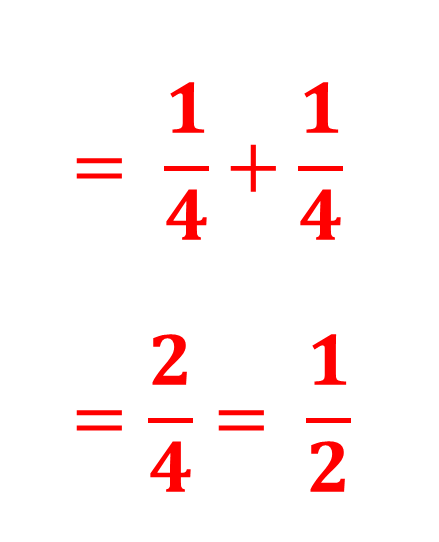 = 1/4 + 1/4
= 2/4 = 1/2